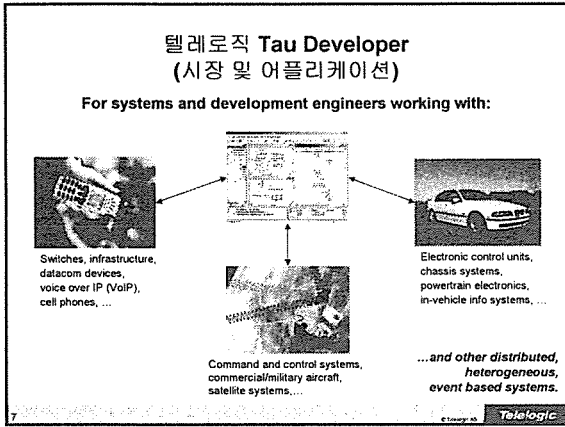 텔레로직 Tau Developer
(시장 및 어플리케이션)
For systems and development engineers working with:
Switches, infrastructure,
datacom devices,
voice over IP (VoIP),
cell phones, ...
Electronic control units,
chassis systems,
powertrain electronics,
in-vehicle info systems, ...
Command and control systems,
commercial/military aircraft,
satellite systems,...
...and other distributed,
heterogeneous,
event based systems.
7
© Telelogic AB
Telelogic